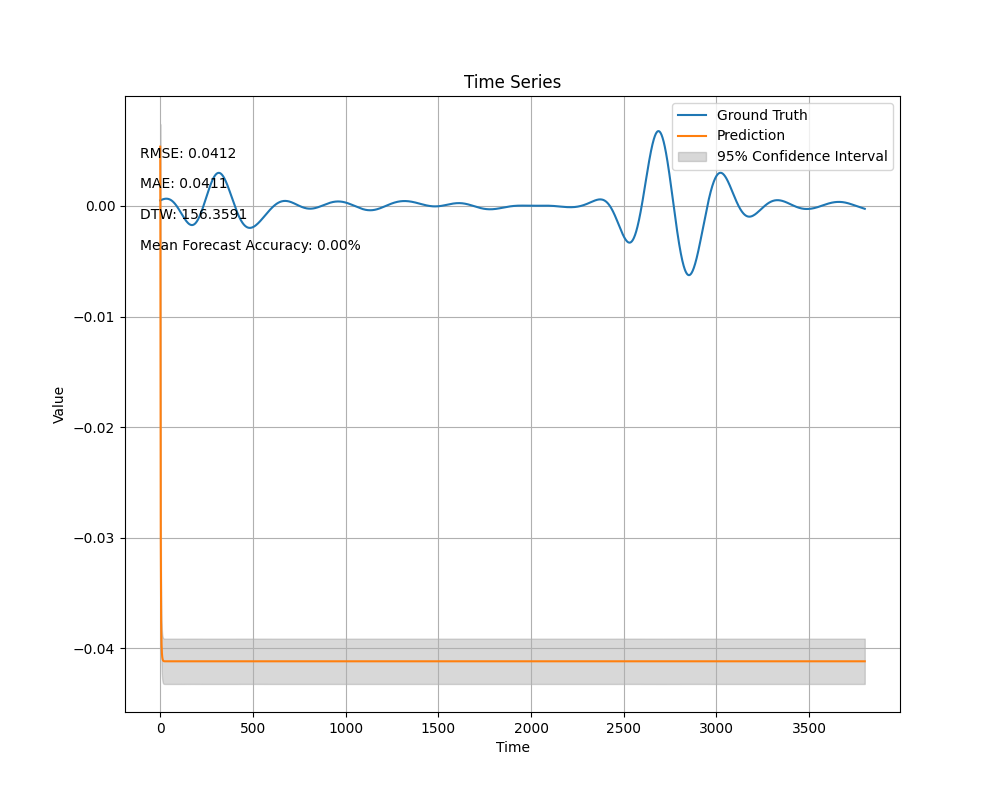 Time Series
Ground Truth
Prediction
95% Confidence Interval
RMSE: 0.0412
MAE: 0.0411
DTW: 156.3591
Mean Forecast Accuracy: 0.00%
Value
0.00
−0.01
−0.02
−0.03
−0.04
0 500 1000 1500 2000 2500 3000 3500
Time